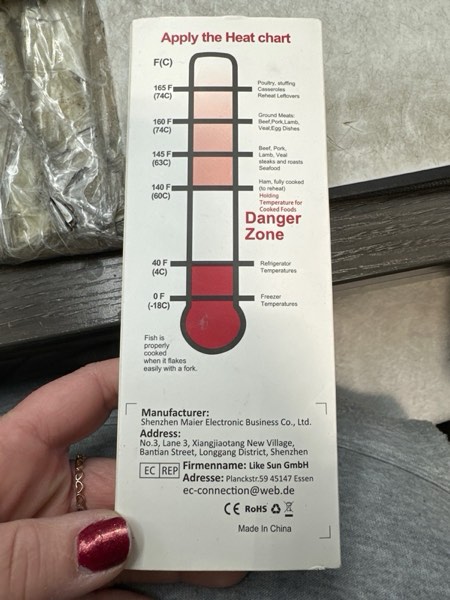 Apply the Heat chart
F(C)
165 F
(74C)
Poultry, stuffing
Casseroles
Reheat Leftovers
160 F
(74C)
Ground Meats:
Beef,Pork,Lamb,
Veal,Egg Dishes
145 F
(63C)
Beef, Pork,
Lamb, Veal
steaks and roasts
Seafood
140 F
(60C)
Ham, fully cooked
(to reheat)
Holding
Temperature for
Cooked Foods
Danger
Zone
40 F
(4C)
Refrigerator
Temperatures
0 F
(-18C)
Freezer
Temperatures
Fish is
properly
cooked
when it flakes
easily with a fork.
Manufacturer:
Shenzhen Maier Electronic Business Co., Ltd.
Address:
No.3, Lane 3, Xiangjiaotang New Village,
Bantian Street, Longgang District, Shenzhen
EC REP Firmenname: Like Sun GmbH
Adresse: Planckstr.59 45147 Essen
ec-connection@web.de
CE RoHS
Made In China